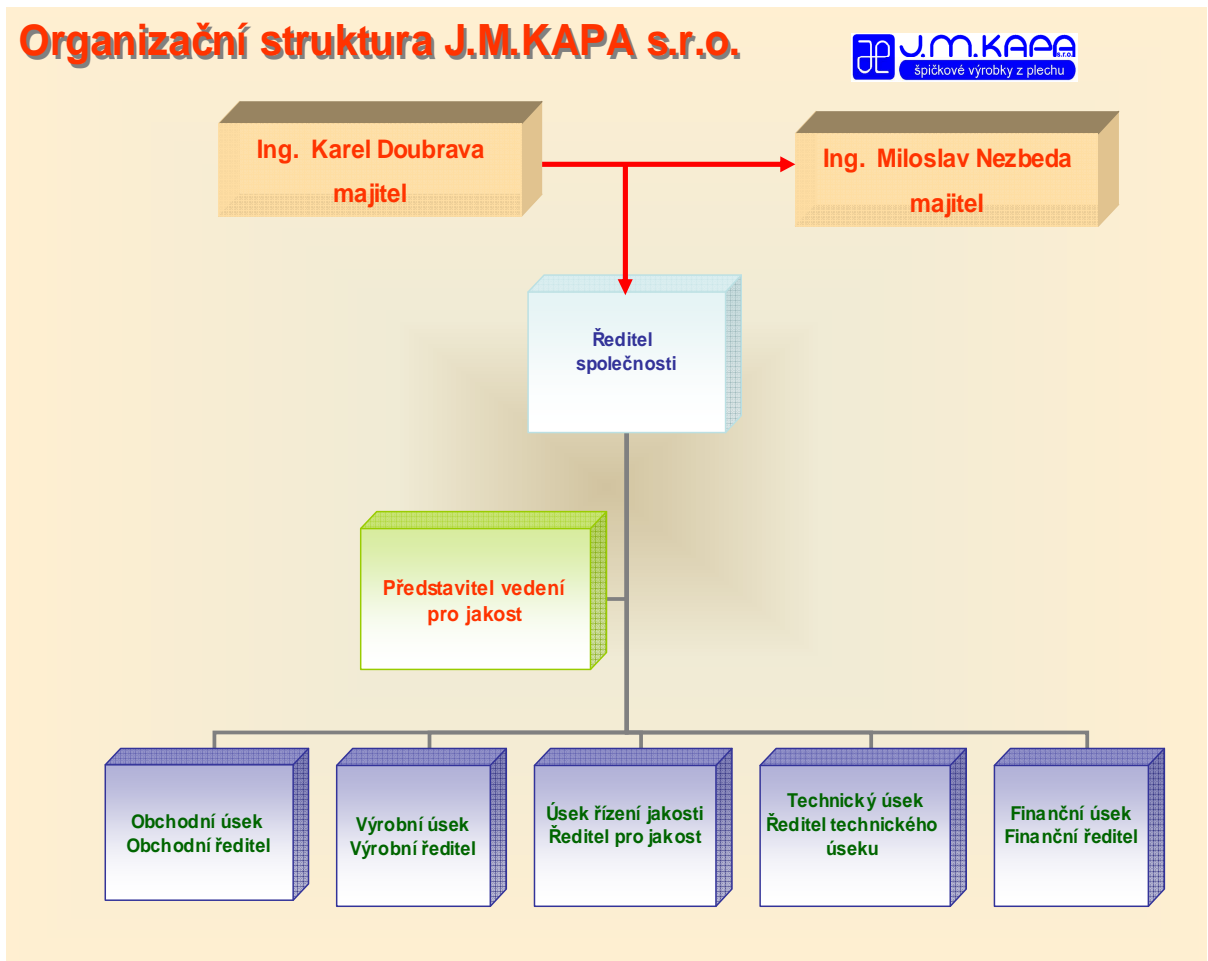 Organizační struktura J.M.KAPA s.r.o.
J.M.KAPA
s.r.o.
špičkové výrobky z plechu
Ing. Karel Doubrava
majitel
Ing. Miloslav Nezbeda
majitel
Ředitel
společnosti
Představitel vedení
pro jakost
Obchodní úsek
Obchodní ředitel
Výrobní úsek
Výrobní ředitel
Úsek řízení jakosti
Ředitel pro jakost
Technický úsek
Ředitel technického
úseku
Finanční úsek
Finanční ředitel